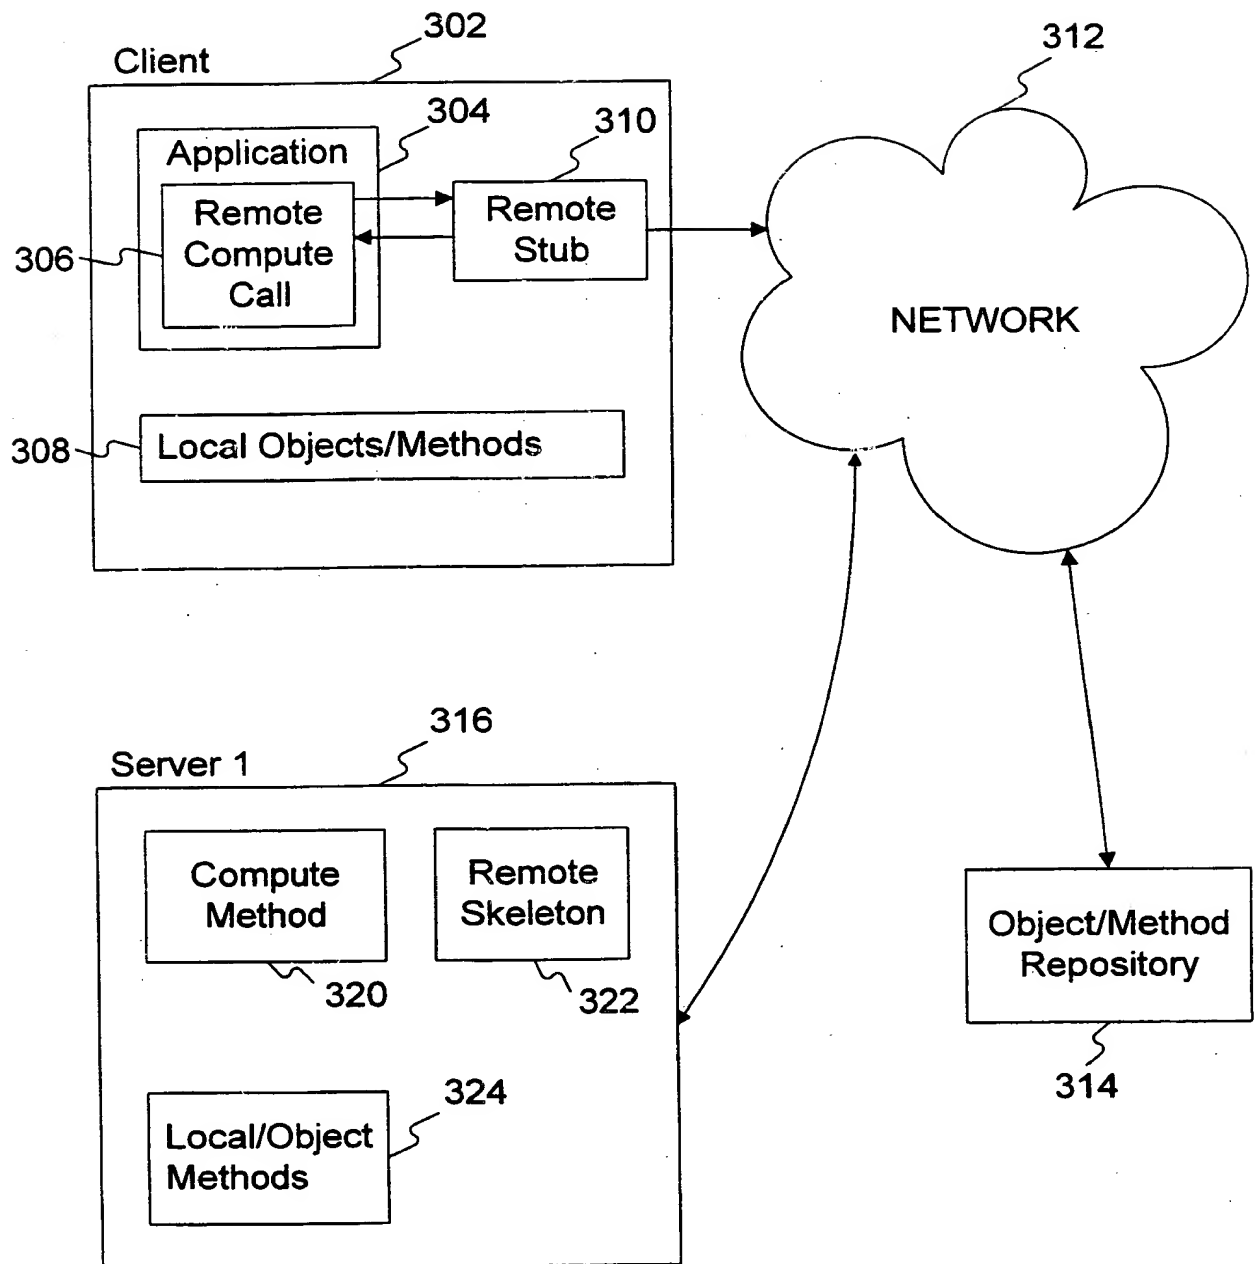 302
Client
312
304
310
Application
Remote
Compute
Call
306
Remote
Stub
NETWORK
308
Local Objects/Methods
316
Server 1
Compute
Method
Remote
Skeleton
320
322
Object/Method
Repository
314
324
Local/Object
Methods